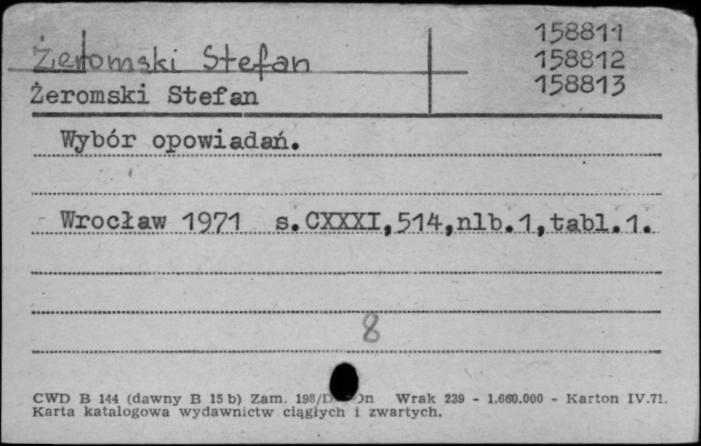 Żeromski Stefan
158811
158812
158813
Żeromski Stefan
Wybór opowiadań.
Wrocław 1971 s.CXXXI,514,nlb.1,tabl.1.
8
CWD B 144 (dawny B 15 b) Zam. 198/ Wrak 239 - 1.660.000 - Karton IV.71.
Karta katalogowa wydawnictw ciągłych i zwartych.